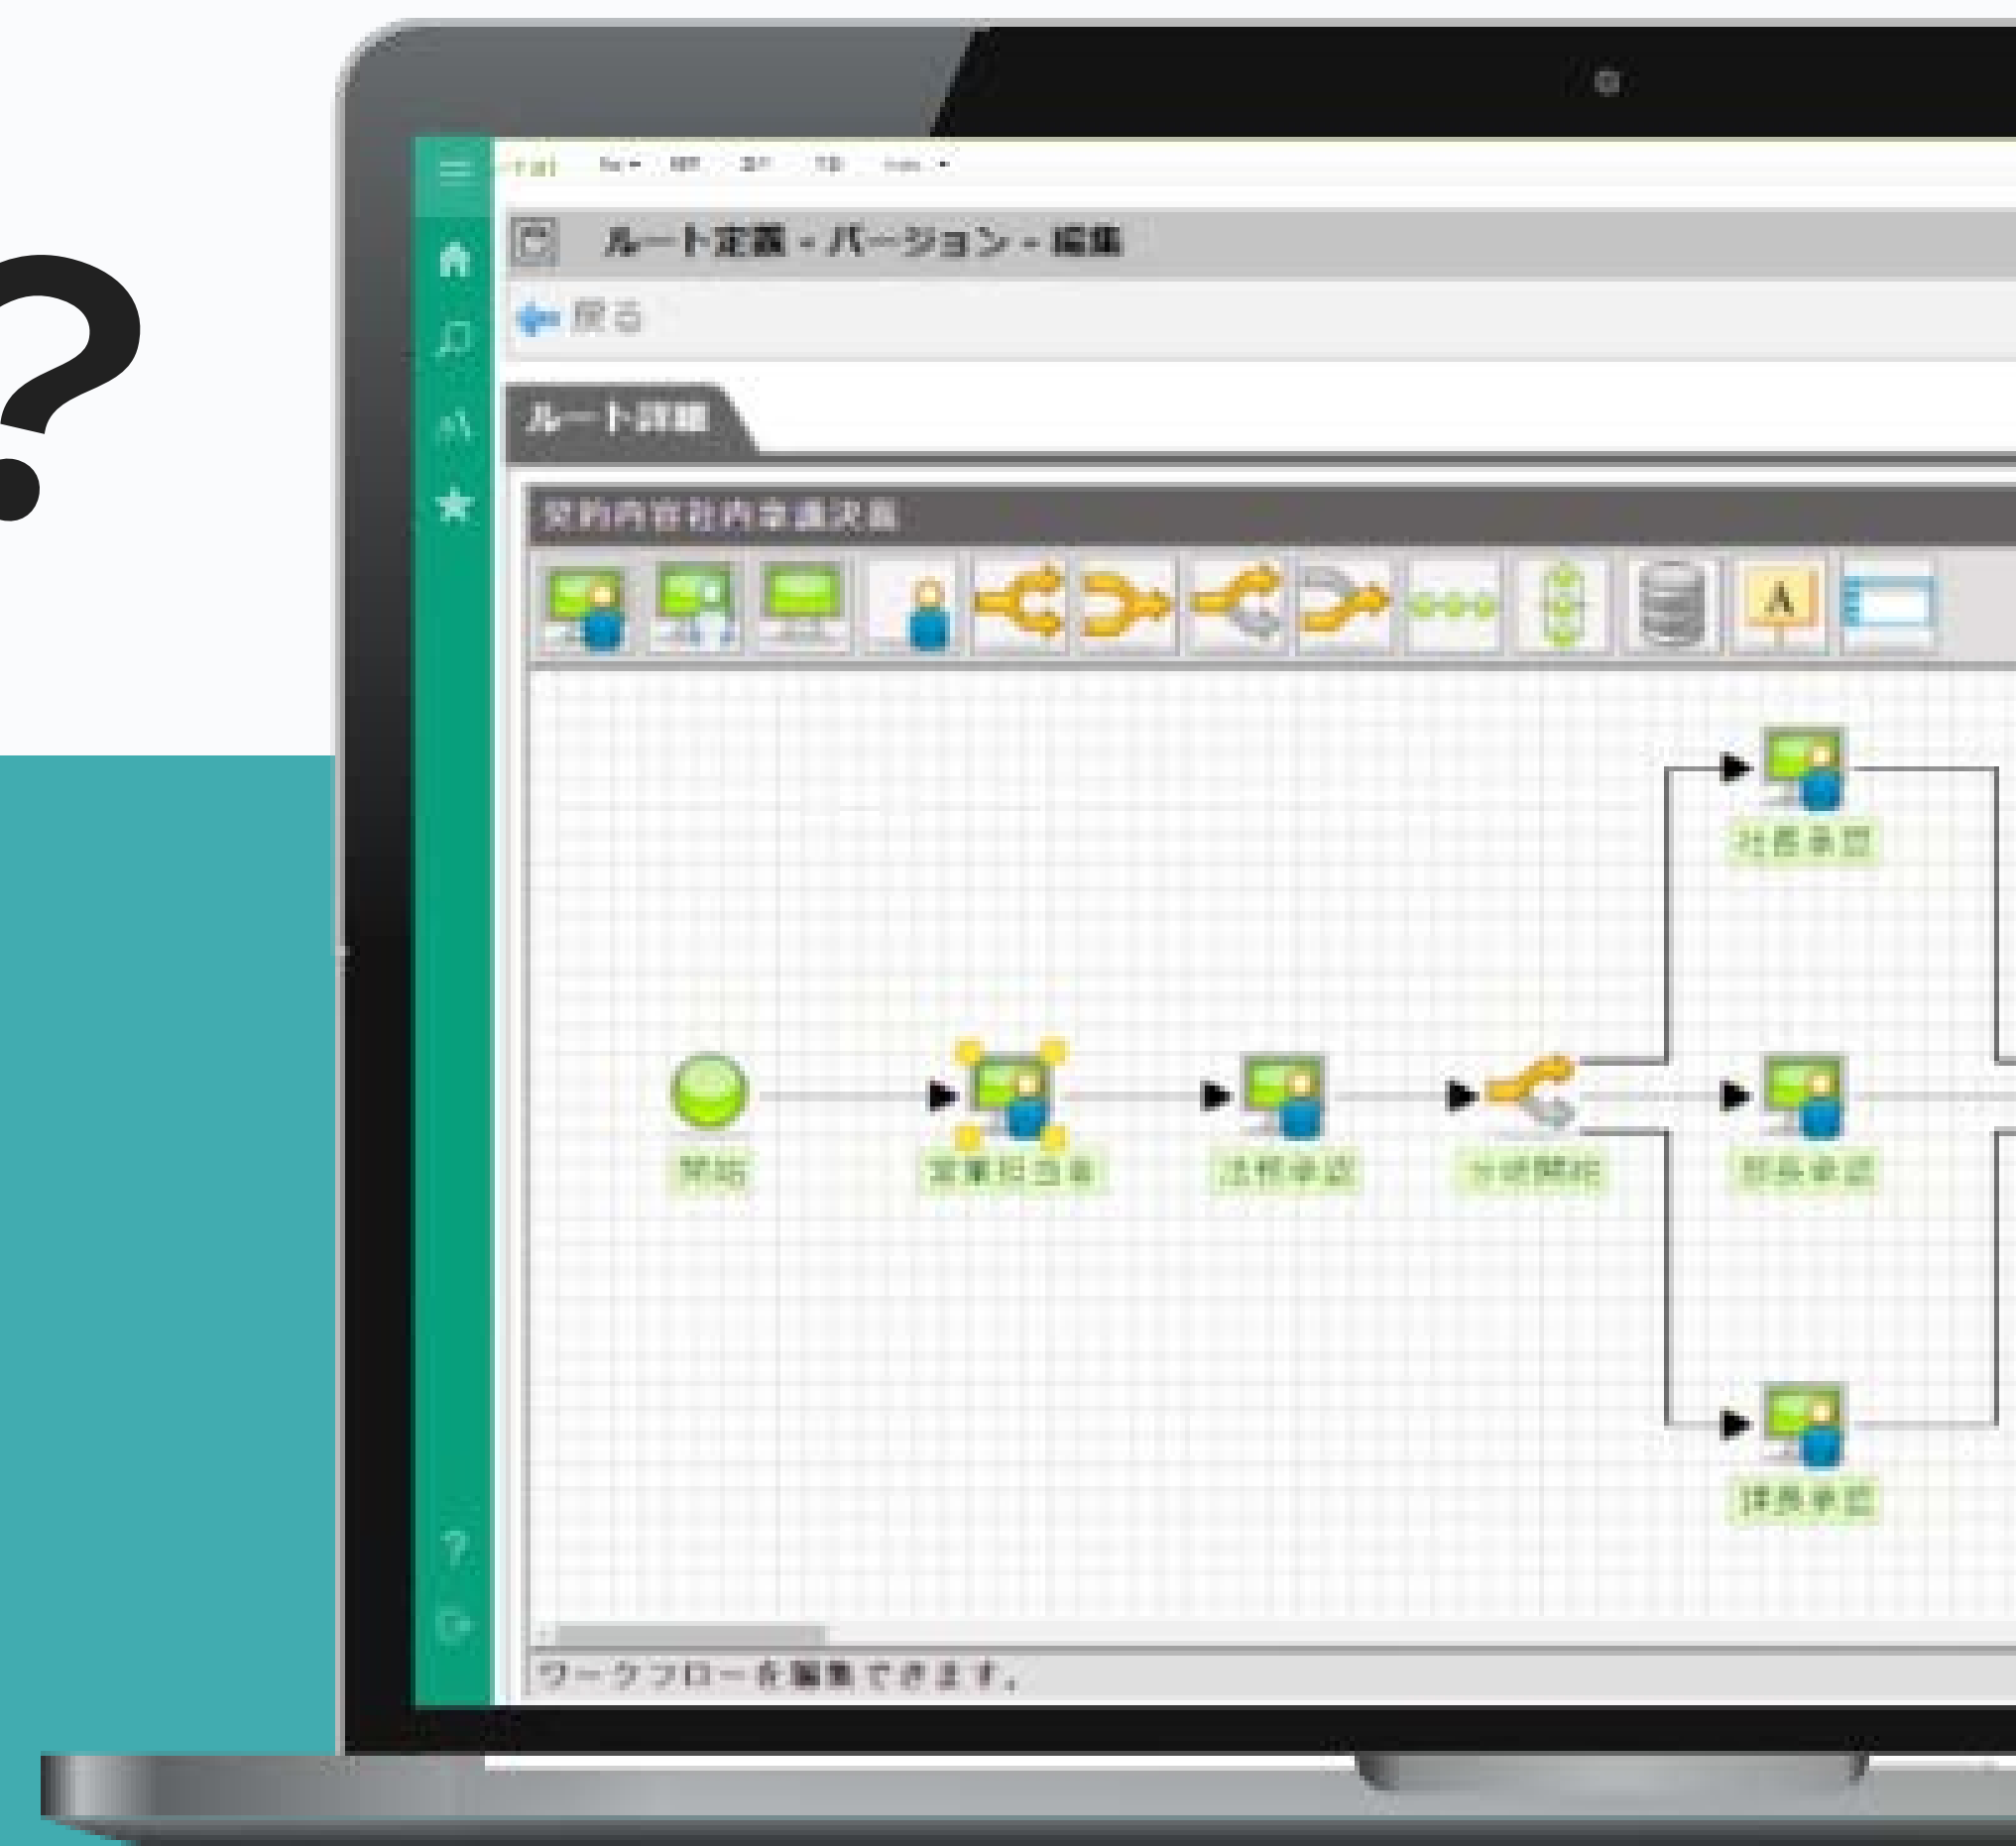 ?
ルート定義 - バージョン - 編集
戻る
ルート詳細
契約内容社内稟議決裁
A
社長承認
開始
営業担当者
法務承認
分岐開始
部長承認
課長承認
?
ワークフローを編集できます。